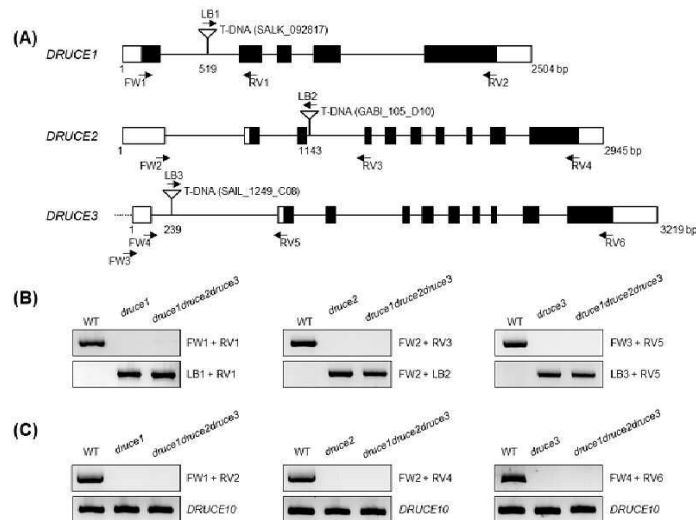 (A)
LB1
T-DNA (SALK_092817)
DRUCE1
1
519
2504 bp
FW1
RV1
RV2
LB2
T-DNA (GABI_105_D10)
DRUCE2
1
1143
2945 bp
FW2
RV3
RV4
LB3
T-DNA (SAIL_1249_C08)
DRUCE3
1
239
3219 bp
FW4
RV5
RV6
FW3
(B)
WT
druce1
druce1druce2druce3
FW1 + RV1
LB1 + RV1
WT
druce2
druce1druce2druce3
FW2 + RV3
FW2 + LB2
WT
druce3
druce1druce2druce3
FW3 + RV5
LB3 + RV5
(C)
WT
druce1
druce1druce2druce3
FW1 + RV2
DRUCE10
WT
druce2
druce1druce2druce3
FW2 + RV4
DRUCE10
WT
druce3
druce1druce2druce3
FW4 + RV6
DRUCE10